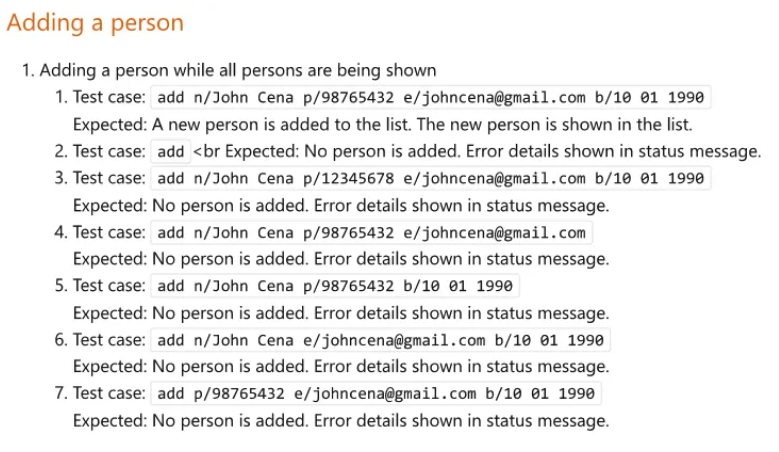 Adding a person
1. Adding a person while all persons are being shown
1. Test case: add n/John Cena p/98765432 e/johncena@gmail.com b/10 01 1990
Expected: A new person is added to the list. The new person is shown in the list.
2. Test case: add <br Expected: No person is added. Error details shown in status message.
3. Test case: add n/John Cena p/12345678 e/johncena@gmail.com b/10 01 1990
Expected: No person is added. Error details shown in status message.
4. Test case: add n/John Cena p/98765432 e/johncena@gmail.com
Expected: No person is added. Error details shown in status message.
5. Test case: add n/John Cena p/98765432 b/10 01 1990
Expected: No person is added. Error details shown in status message.
6. Test case: add n/John Cena e/johncena@gmail.com b/10 01 1990
Expected: No person is added. Error details shown in status message.
7. Test case: add p/98765432 e/johncena@gmail.com b/10 01 1990
Expected: No person is added. Error details shown in status message.